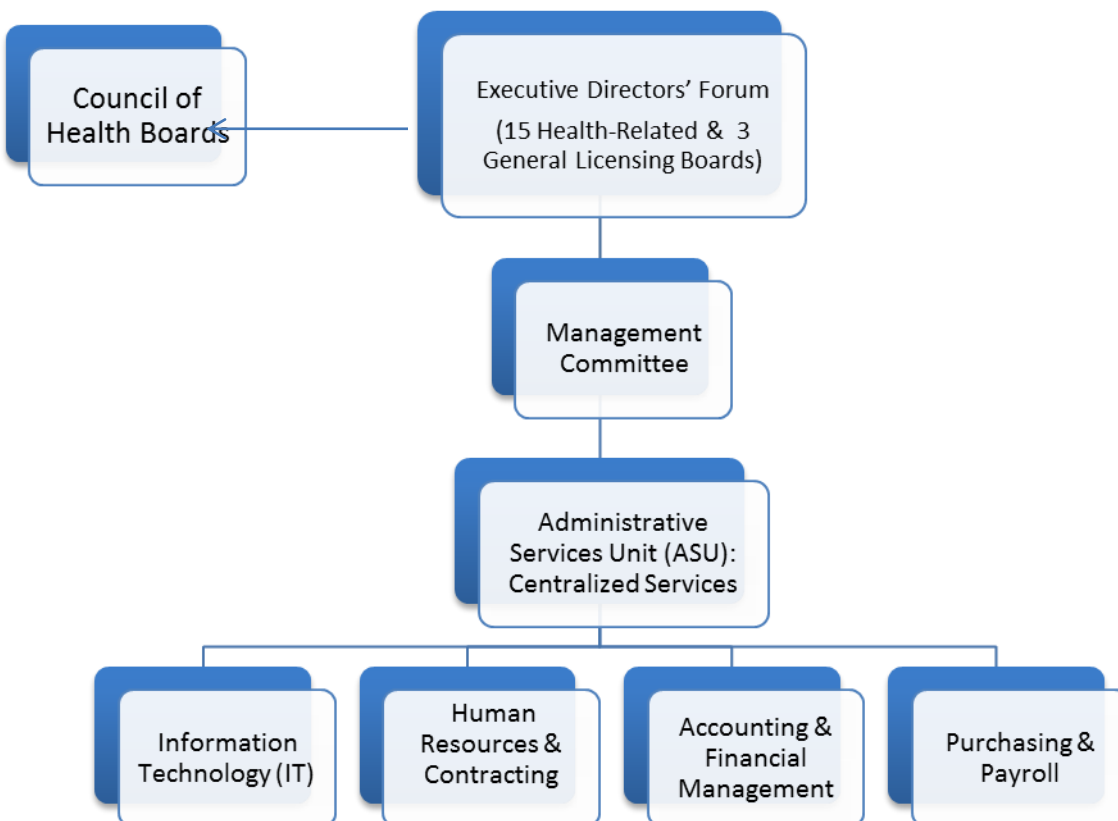 Council of
Health Boards
Executive Directors’ Forum
(15 Health-Related & 3
General Licensing Boards)
Management
Committee
Administrative
Services Unit (ASU):
Centralized Services
Information
Technology (IT)
Human
Resources &
Contracting
Accounting &
Financial
Management
Purchasing &
Payroll